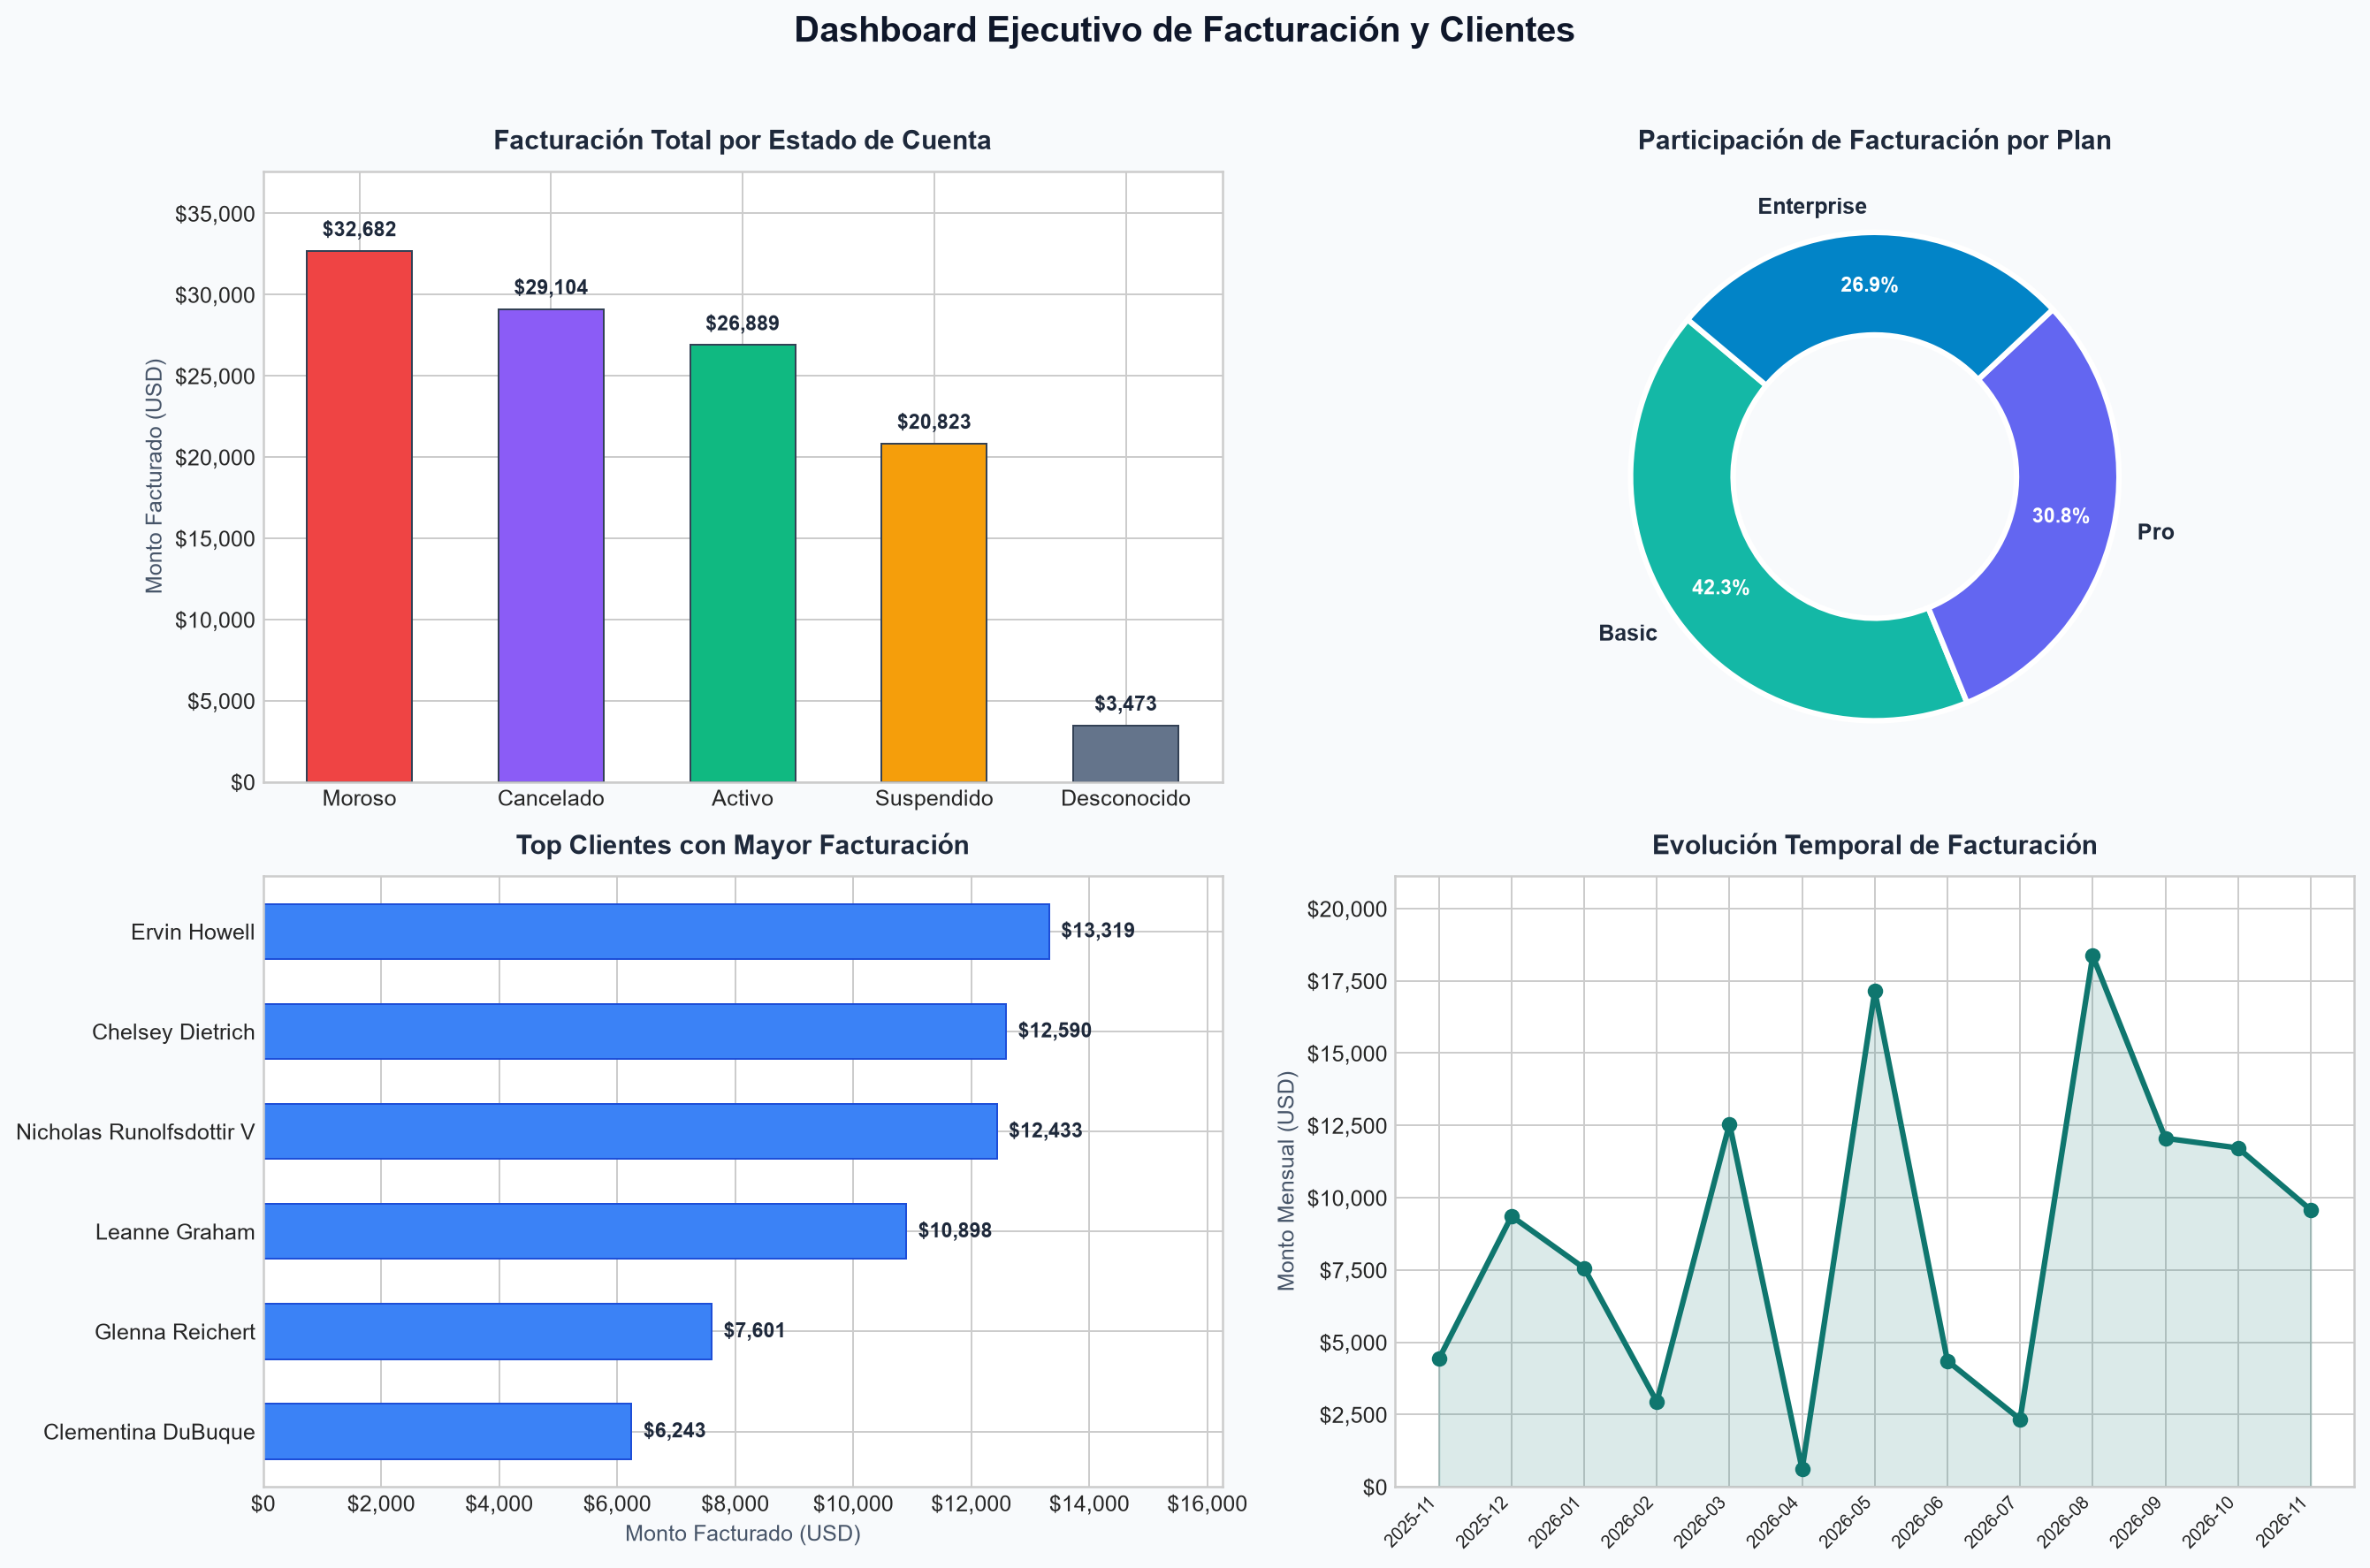 Dashboard Ejecutivo de Facturación y Clientes
Facturación Total por Estado de Cuenta
Monto Facturado (USD)
$35,000
$30,000
$25,000
$20,000
$15,000
$10,000
$5,000
$0
$32,682
$29,104
$26,889
$20,823
$3,473
Moroso
Cancelado
Activo
Suspendido
Desconocido
Participación de Facturación por Plan
Enterprise
26.9%
30.8%
Pro
42.3%
Basic
Top Clientes con Mayor Facturación
Ervin Howell
$13,319
Chelsey Dietrich
$12,590
Nicholas Runolfsdottir V
$12,433
Leanne Graham
$10,898
Glenna Reichert
$7,601
Clementina DuBuque
$6,243
$0
$2,000
$4,000
$6,000
$8,000
$10,000
$12,000
$14,000
$16,000
Monto Facturado (USD)
Evolución Temporal de Facturación
Monto Mensual (USD)
$20,000
$17,500
$15,000
$12,500
$10,000
$7,500
$5,000
$2,500
$0
2025-11
2025-12
2026-01
2026-02
2026-03
2026-04
2026-05
2026-06
2026-07
2026-08
2026-09
2026-10
2026-11